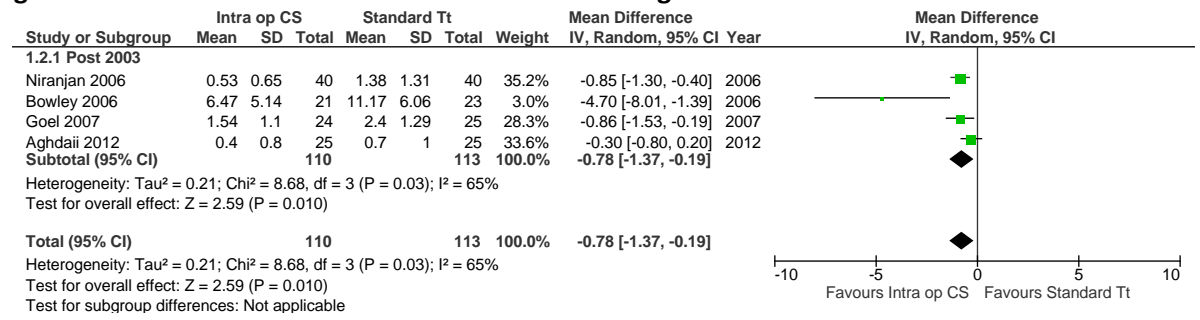 Intra op CS Standard Tt Mean Difference Mean Difference
Study or Subgroup Mean SD Total Mean SD Total Weight IV, Random, 95% CI Year IV, Random, 95% CI
1.2.1 Post 2003
Niranjan 2006 0.53 0.65 40 1.38 1.31 40 35.2% -0.85 [-1.30, -0.40] 2006
Bowley 2006 6.47 5.14 21 11.17 6.06 23 3.0% -4.70 [-8.01, -1.39] 2006
Goel 2007 1.54 1.1 24 2.4 1.29 25 28.3% -0.86 [-1.53, -0.19] 2007
Aghdaii 2012 0.4 0.8 25 0.7 1 25 33.6% -0.30 [-0.80, 0.20] 2012
Subtotal (95% CI) 110 113 100.0% -0.78 [-1.37, -0.19]
Heterogeneity: Tau² = 0.21; Chi² = 8.68, df = 3 (P = 0.03); I² = 65%
Test for overall effect: Z = 2.59 (P = 0.010)
Total (95% CI) 110 113 100.0% -0.78 [-1.37, -0.19]
Heterogeneity: Tau² = 0.21; Chi² = 8.68, df = 3 (P = 0.03); I² = 65%
Test for overall effect: Z = 2.59 (P = 0.010)
Test for subgroup differences: Not applicable
-10 -5 0 5 10
Favours Intra op CS Favours Standard Tt